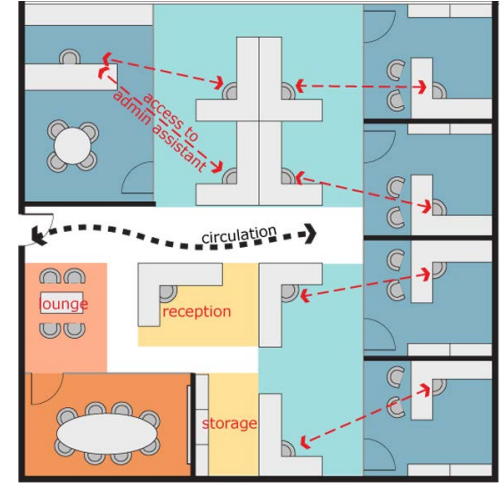 access to
admin assistant
circulation
lounge
reception
storage